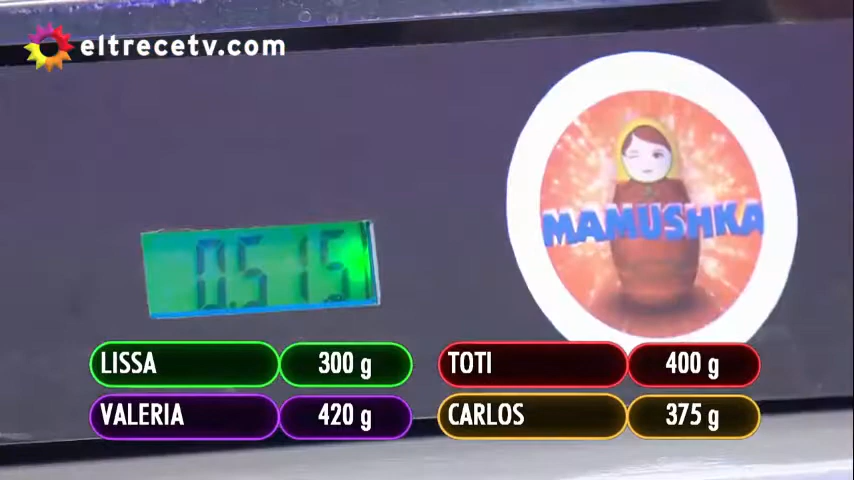 eltrecetv.com
MAMUSHKA
0.515
LISSA 300 g
TOTI 400 g
VALERIA 420 g
CARLOS 375 g